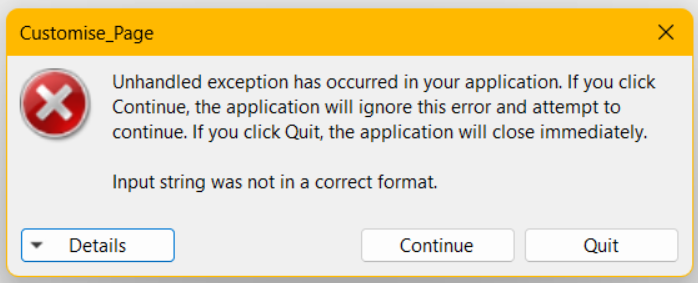 Customise_Page
Unhandled exception has occurred in your application. If you click
Continue, the application will ignore this error and attempt to
continue. If you click Quit, the application will close immediately.
Input string was not in a correct format.
Details
Continue
Quit